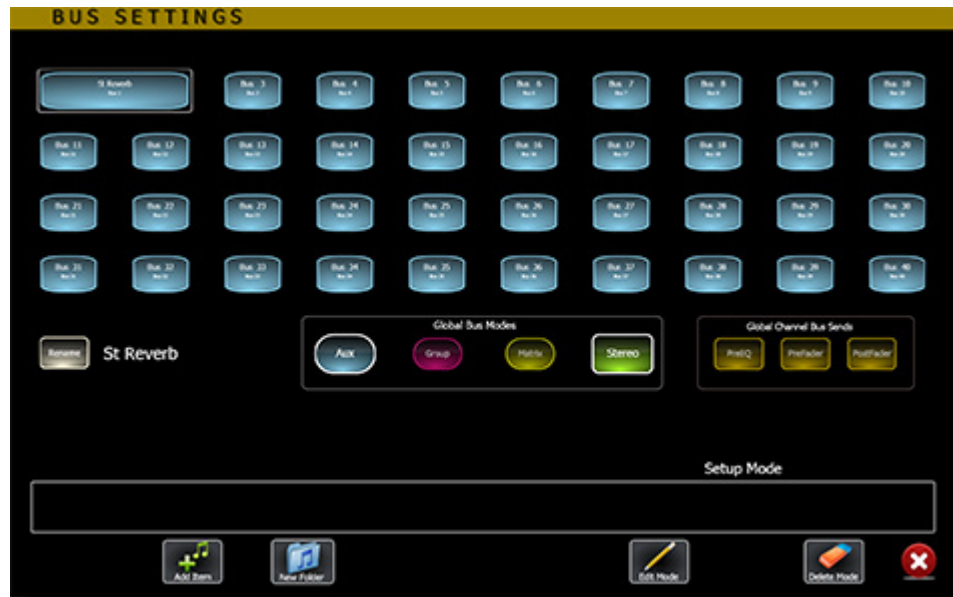 BUS SETTINGS
St Reverb Bus 3 Bus 4 Bus 5 Bus 6 Bus 7 Bus 8 Bus 9 Bus 10
Bus 11 Bus 12 Bus 13 Bus 14 Bus 15 Bus 16 Bus 17 Bus 18 Bus 19 Bus 20
Bus 21 Bus 22 Bus 23 Bus 24 Bus 25 Bus 26 Bus 27 Bus 28 Bus 29 Bus 30
Bus 31 Bus 32 Bus 33 Bus 34 Bus 35 Bus 36 Bus 37 Bus 38 Bus 39 Bus 40
Global Bus Modes Global Channel Bus Sends
Rename St Reverb Aux Group Matrix Stereo PreEQ PreFader PostFader
Setup Mode
Add Item New Folder Edit Mode Delete Mode